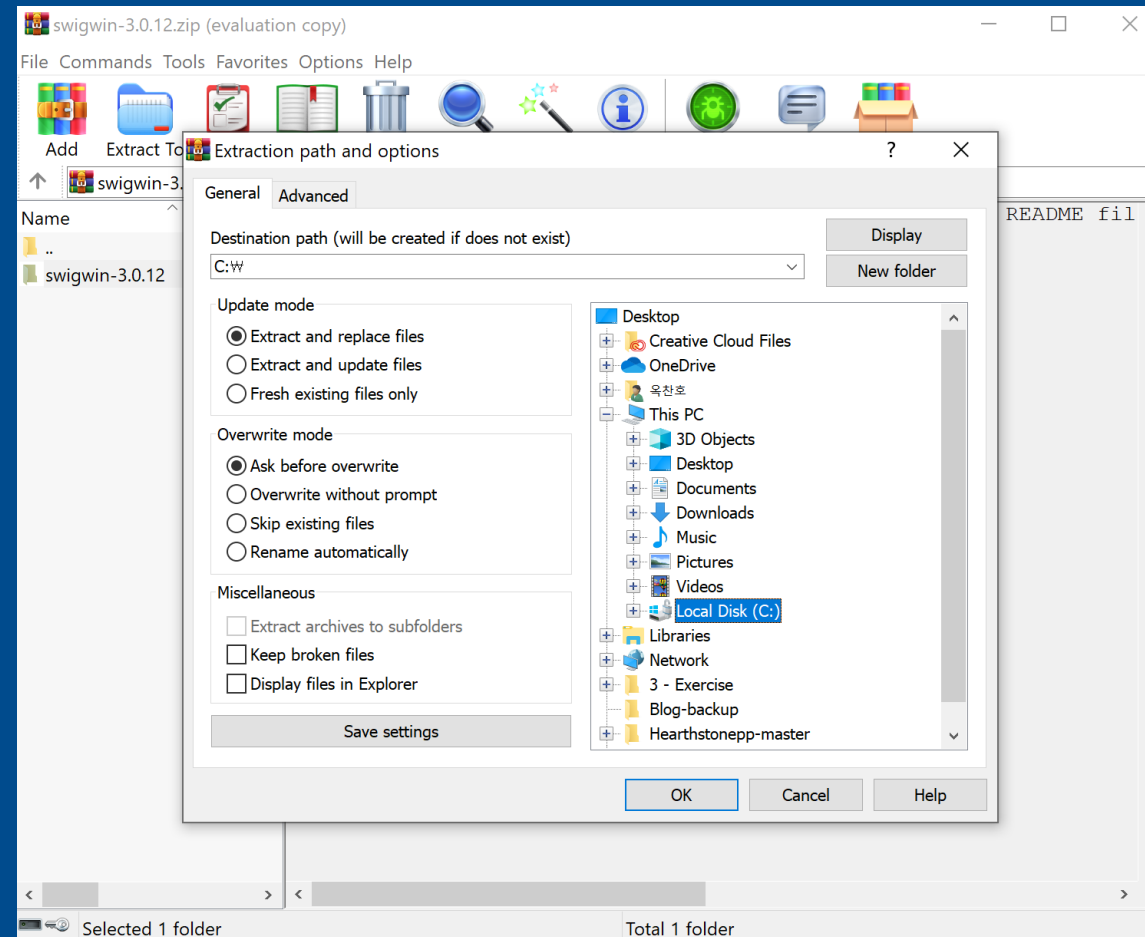 swigwin-3.0.12.zip (evaluation copy)
File Commands Tools Favorites Options Help
Add Extract To
swigwin-3.
Name
..
swigwin-3.0.12
README fil
Extraction path and options
?
General Advanced
Destination path (will be created if does not exist)
C:₩
Display
New folder
Update mode
Extract and replace files
Extract and update files
Fresh existing files only
Overwrite mode
Ask before overwrite
Overwrite without prompt
Skip existing files
Rename automatically
Miscellaneous
Extract archives to subfolders
Keep broken files
Display files in Explorer
Save settings
Desktop
Creative Cloud Files
OneDrive
옥찬호
This PC
3D Objects
Desktop
Documents
Downloads
Music
Pictures
Videos
Local Disk (C:)
Libraries
Network
3 - Exercise
Blog-backup
Hearthstonepp-master
OK Cancel Help
Selected 1 folder
Total 1 folder